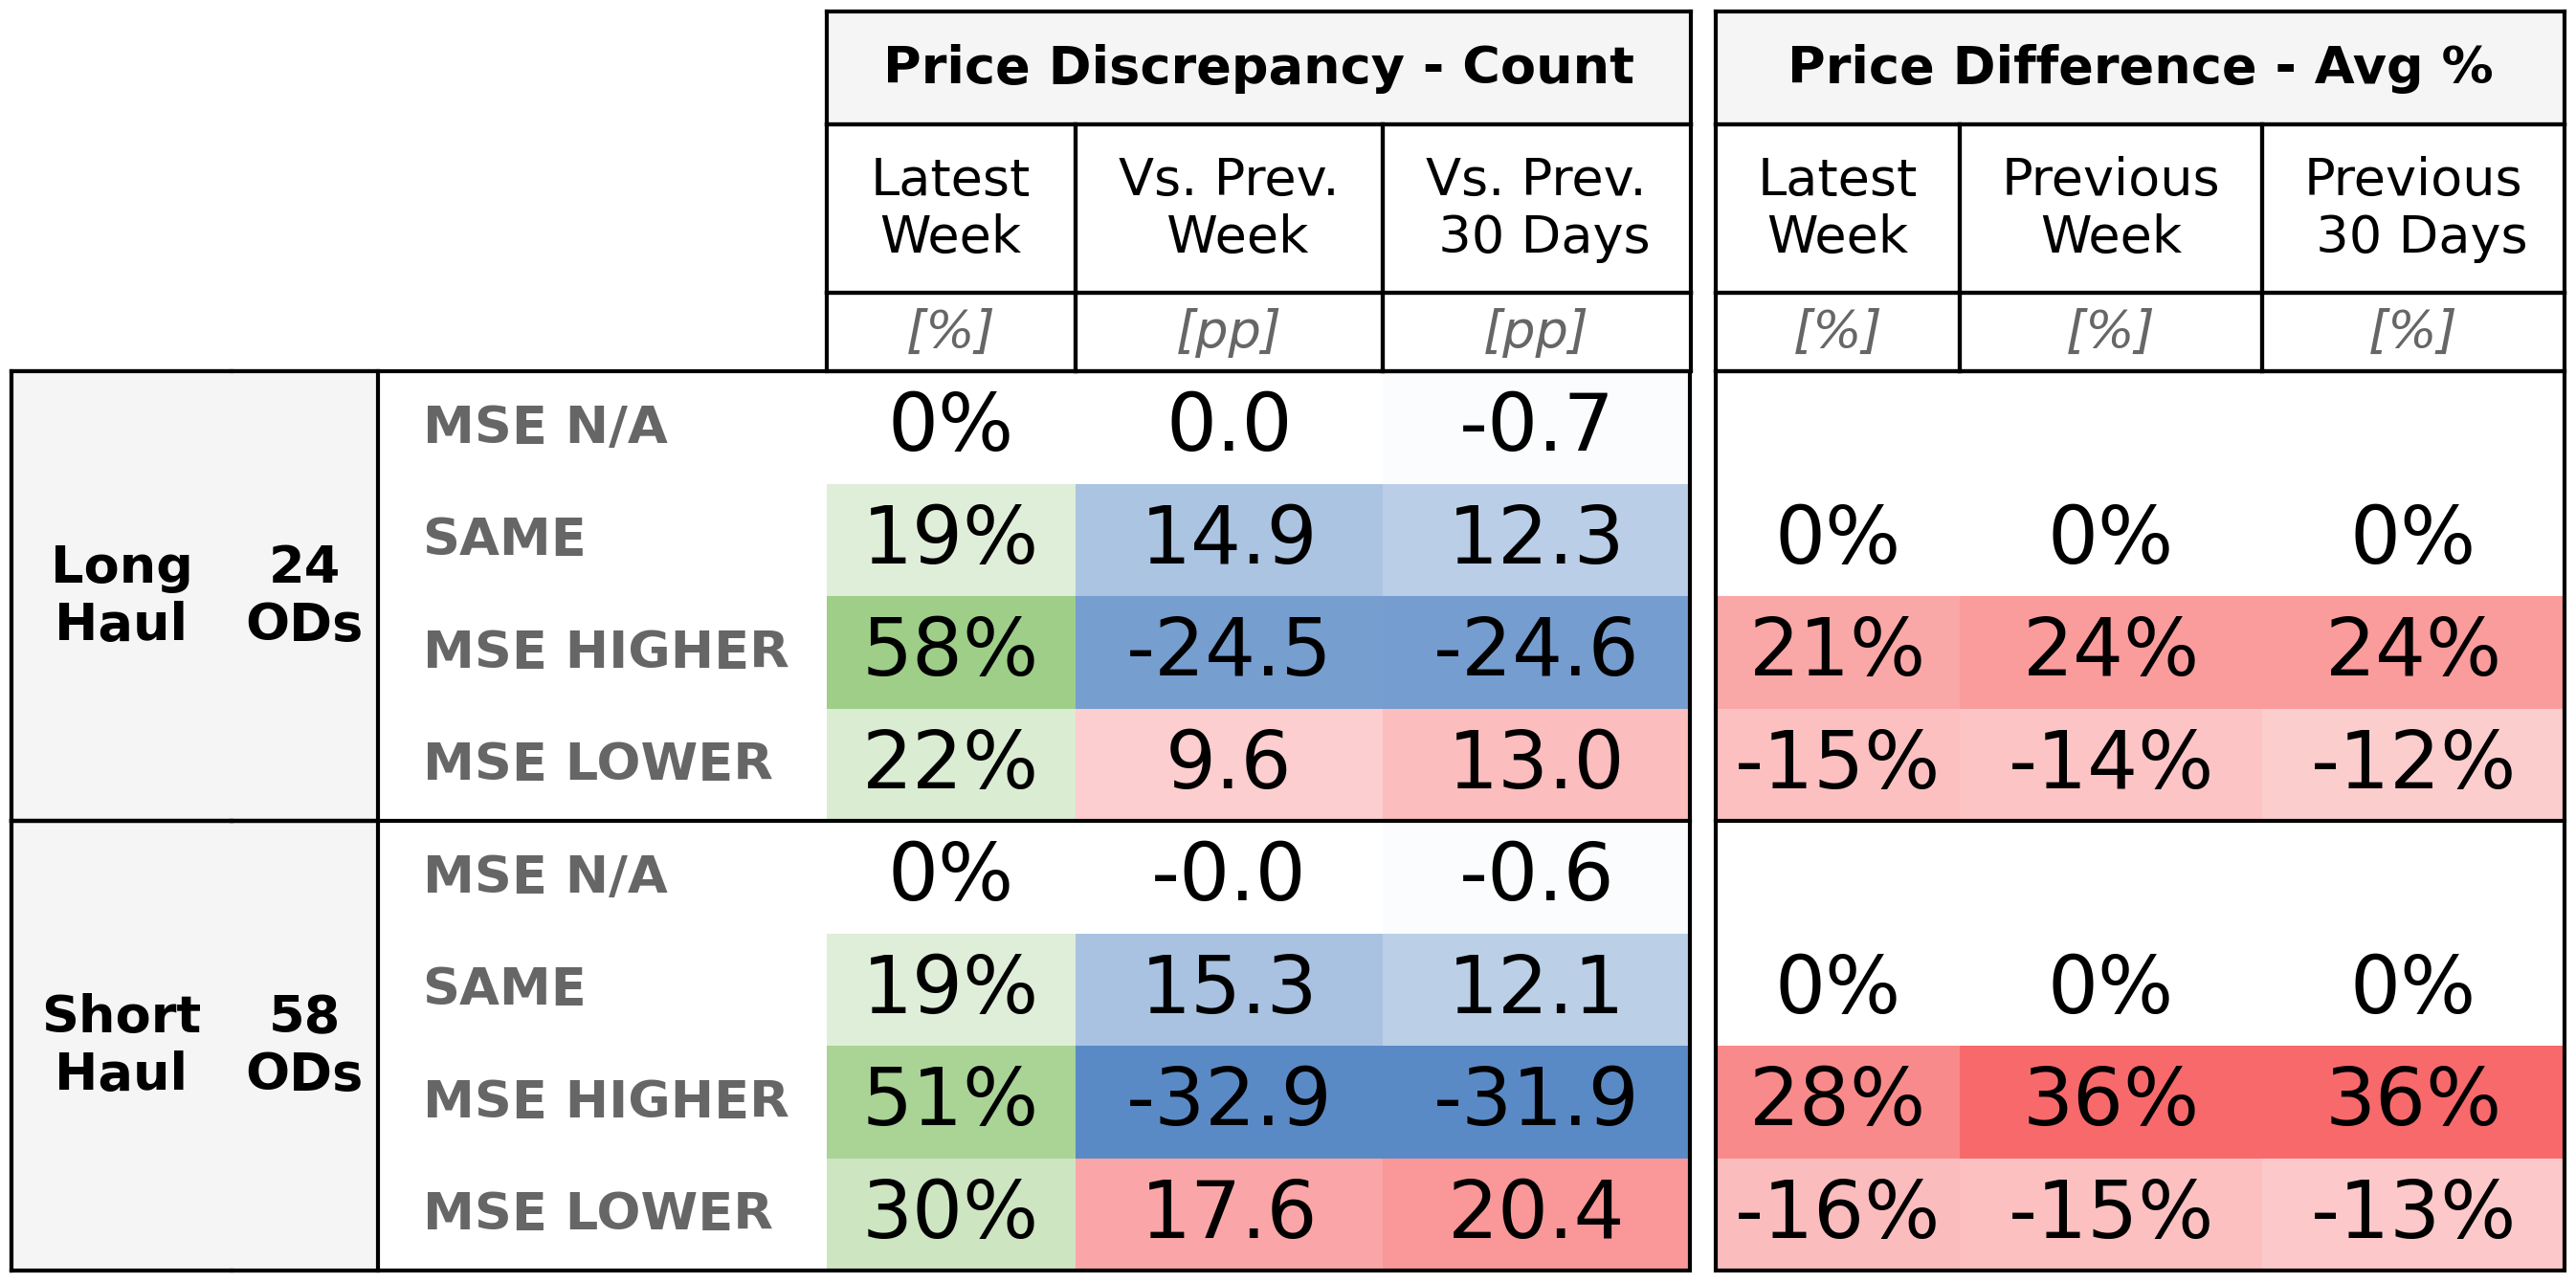 Price Discrepancy - Count Price Difference - Avg %
Latest Week Vs. Prev. Week Vs. Prev. 30 Days Latest Week Previous Week Previous 30 Days
[%] [pp] [pp] [%] [%] [%]
Long Haul 24 ODs
MSE N/A 0% 0.0 -0.7
SAME 19% 14.9 12.3 0% 0% 0%
MSE HIGHER 58% -24.5 -24.6 21% 24% 24%
MSE LOWER 22% 9.6 13.0 -15% -14% -12%
Short Haul 58 ODs
MSE N/A 0% -0.0 -0.6
SAME 19% 15.3 12.1 0% 0% 0%
MSE HIGHER 51% -32.9 -31.9 28% 36% 36%
MSE LOWER 30% 17.6 20.4 -16% -15% -13%